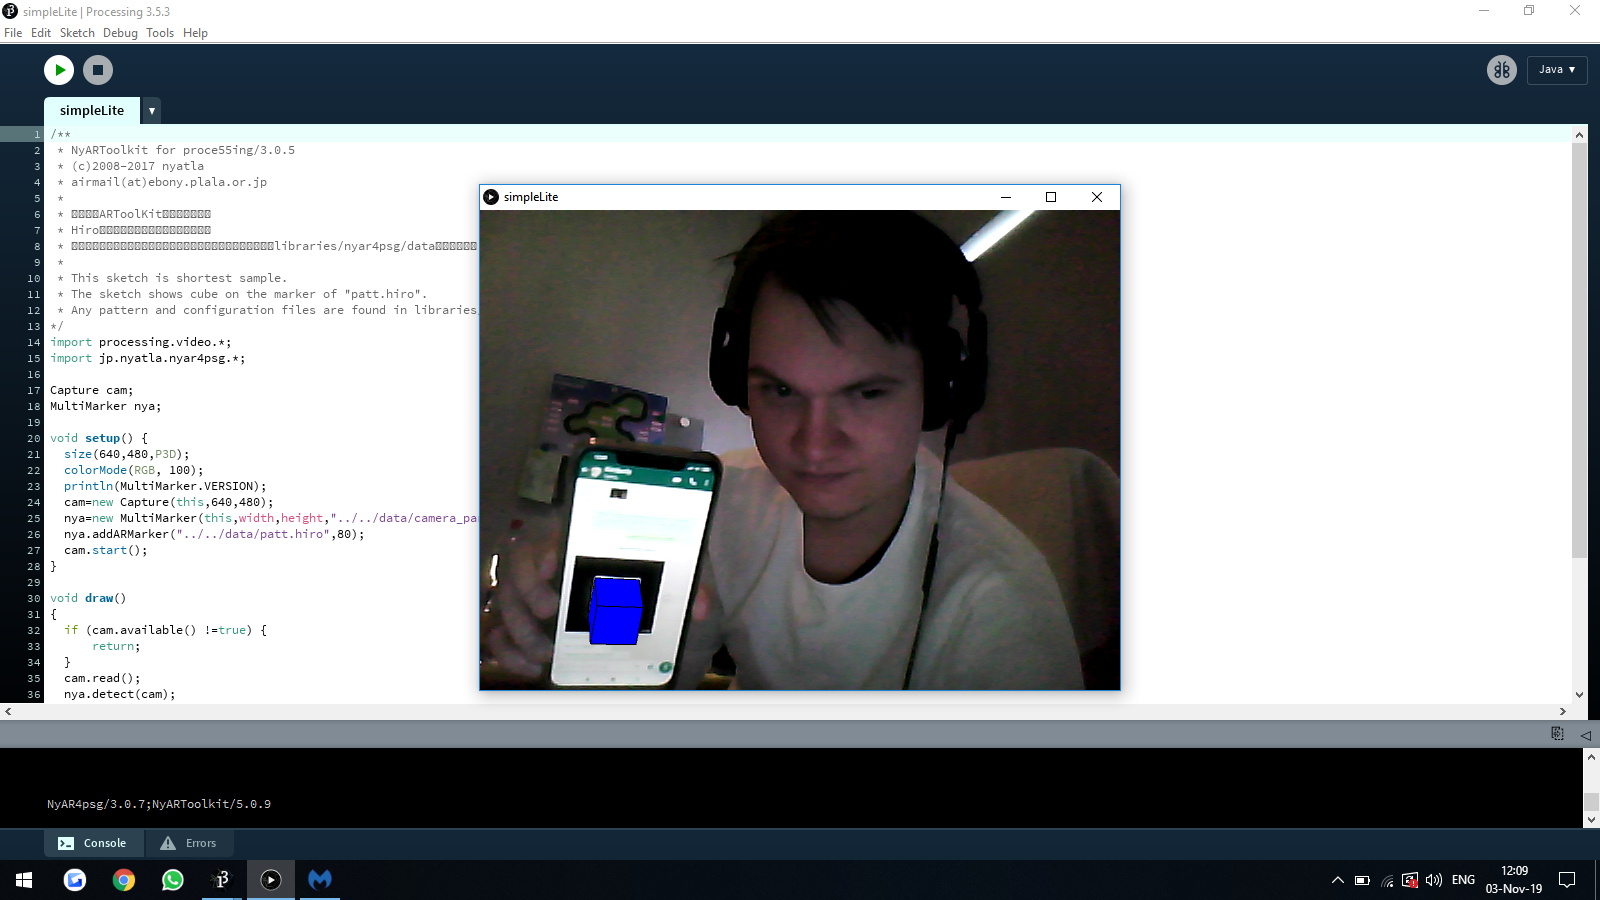 simpleLite | Processing 3.5.3
File Edit Sketch Debug Tools Help
Java ▾
simpleLite ▾
1 /**
2 * NyARToolkit for proce55ing/3.0.5
3 * (c)2008-2017 nyatla
4 * airmail(at)ebony.plala.or.jp
5 *
6 * ARToolKit
7 * Hiro
8 * libraries/nyar4psg/data
9 *
10 * This sketch is shortest sample.
11 * The sketch shows cube on the marker of "patt.hiro".
12 * Any pattern and configuration files are found in libraries
13 */
14 import processing.video.*;
15 import jp.nyatla.nyar4psg.*;
16
17 Capture cam;
18 MultiMarker nya;
19
20 void setup() {
21 size(640,480,P3D);
22 colorMode(RGB, 100);
23 println(MultiMarker.VERSION);
24 cam=new Capture(this,640,480);
25 nya=new MultiMarker(this,width,height,"../../data/camera_pa
26 nya.addARMarker("../../data/patt.hiro",80);
27 cam.start();
28 }
29
30 void draw()
31 {
32 if (cam.available() !=true) {
33 return;
34 }
35 cam.read();
36 nya.detect(cam);
simpleLite
NyAR4psg/3.0.7;NyARToolkit/5.0.9
Console Errors
ENG
12:09
03-Nov-19